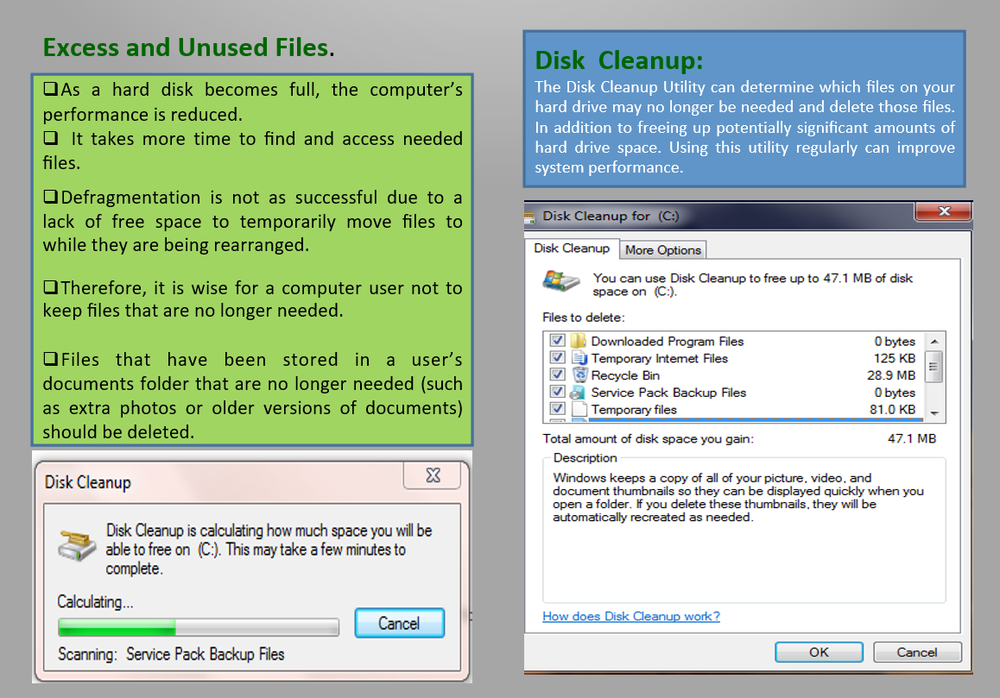 Excess and Unused Files.
❑As a hard disk becomes full, the computer’s
performance is reduced.
❑ It takes more time to find and access needed
files.
❑Defragmentation is not as successful due to a
lack of free space to temporarily move files to
while they are being rearranged.
❑Therefore, it is wise for a computer user not to
keep files that are no longer needed.
❑Files that have been stored in a user’s
documents folder that are no longer needed (such
as extra photos or older versions of documents)
should be deleted.
Disk Cleanup
Disk Cleanup is calculating how much space you will be
able to free on (C:). This may take a few minutes to
complete.
Calculating...
Cancel
Scanning: Service Pack Backup Files
Disk Cleanup:
The Disk Cleanup Utility can determine which files on your
hard drive may no longer be needed and delete those files.
In addition to freeing up potentially significant amounts of
hard drive space. Using this utility regularly can improve
system performance.
Disk Cleanup for (C:)
Disk Cleanup More Options
You can use Disk Cleanup to free up to 47.1 MB of disk
space on (C:).
Files to delete:
Downloaded Program Files 0 bytes
Temporary Internet Files 125 KB
Recycle Bin 28.9 MB
Service Pack Backup Files 0 bytes
Temporary files 81.0 KB
Total amount of disk space you gain: 47.1 MB
Description
Windows keeps a copy of all of your picture, video, and
document thumbnails so they can be displayed quickly when you
open a folder. If you delete these thumbnails, they will be
automatically recreated as needed.
How does Disk Cleanup work?
OK Cancel